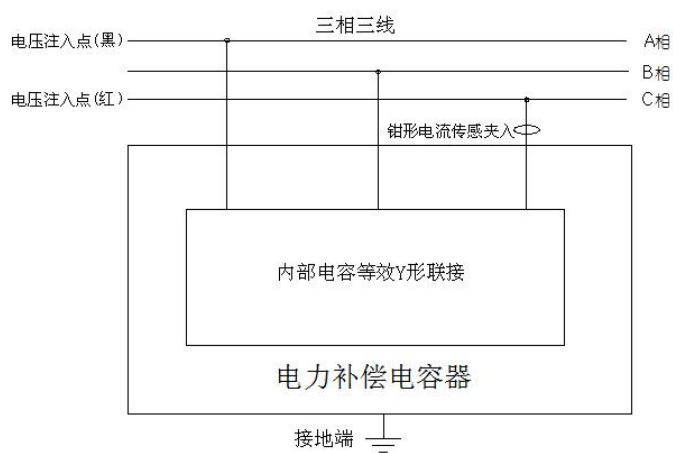 三相三线
电压注入点(黑)
A相
B相
电压注入点(红)
C相
钳形电流传感夹入
内部电容等效Y形联接
电力补偿电容器
接地端